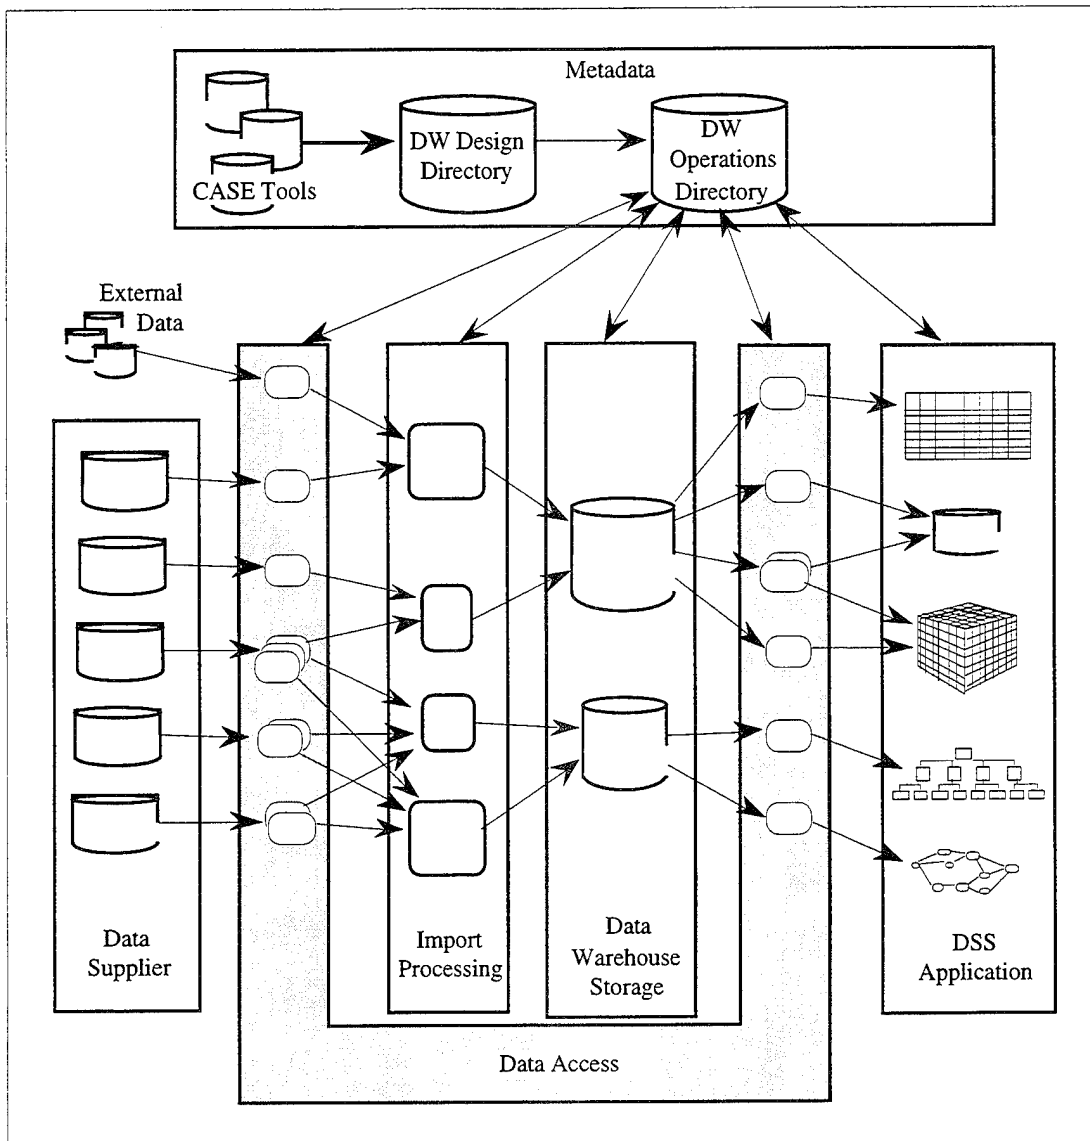 Metadata
CASE Tools
DW Design
Directory
DW
Operations
Directory
External
Data
Data
Supplier
Import
Processing
Data
Warehouse
Storage
DSS
Application
Data Access